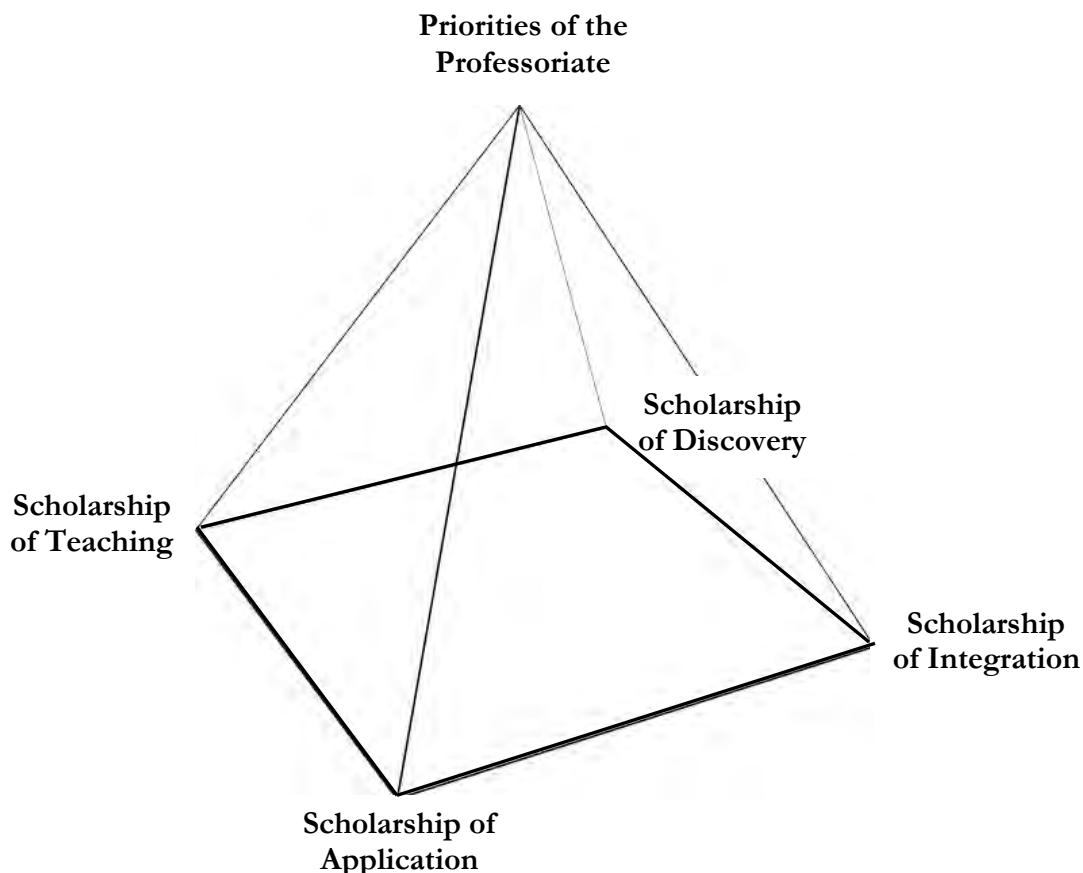 Priorities of the
Professoriate
Scholarship
of Discovery
Scholarship
of Teaching
Scholarship
of Integration
Scholarship of
Application